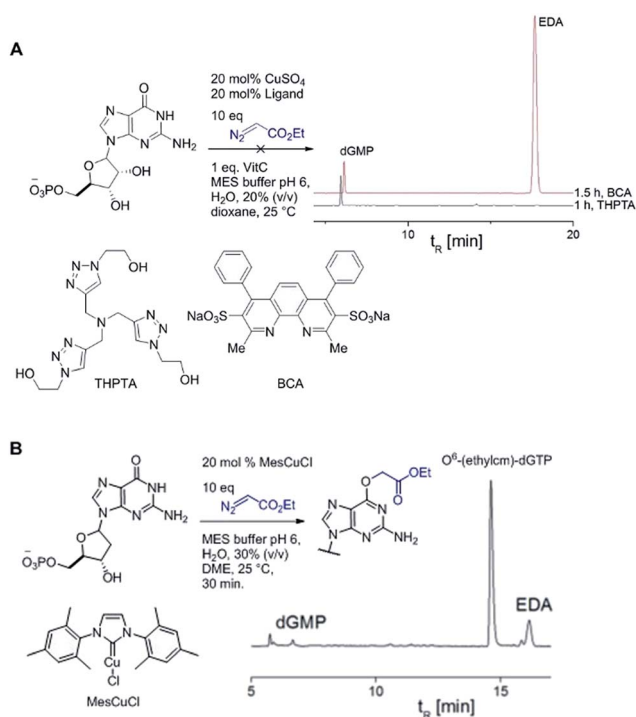 A
20 mol% CuSO4
20 mol% Ligand
10 eq
N2 CO2Et
1 eq. VitC
MES buffer pH 6,
H2O, 20% (v/v)
dioxane, 25 °C
O
N NH
N N NH2
O OH
−O3PO
OH
EDA
dGMP
1.5 h, BCA
1 h, THPTA
10 20
tR [min]
OH
N N N
N
N N N
N N N
HO
OH
THPTA
NaO3S SO3Na
N N
Me Me
BCA
B
20 mol % MesCuCl
10 eq
N2 CO2Et
MES buffer pH 6,
H2O, 30% (v/v)
DME, 25 °C,
30 min.
O
N NH
N N NH2
O
−O3PO
OH
OEt
O O
N N
N N NH2
O6-(ethylcm)-dGTP
dGMP
EDA
5 10 15
tR [min]
N N
Cu
Cl
MesCuCl